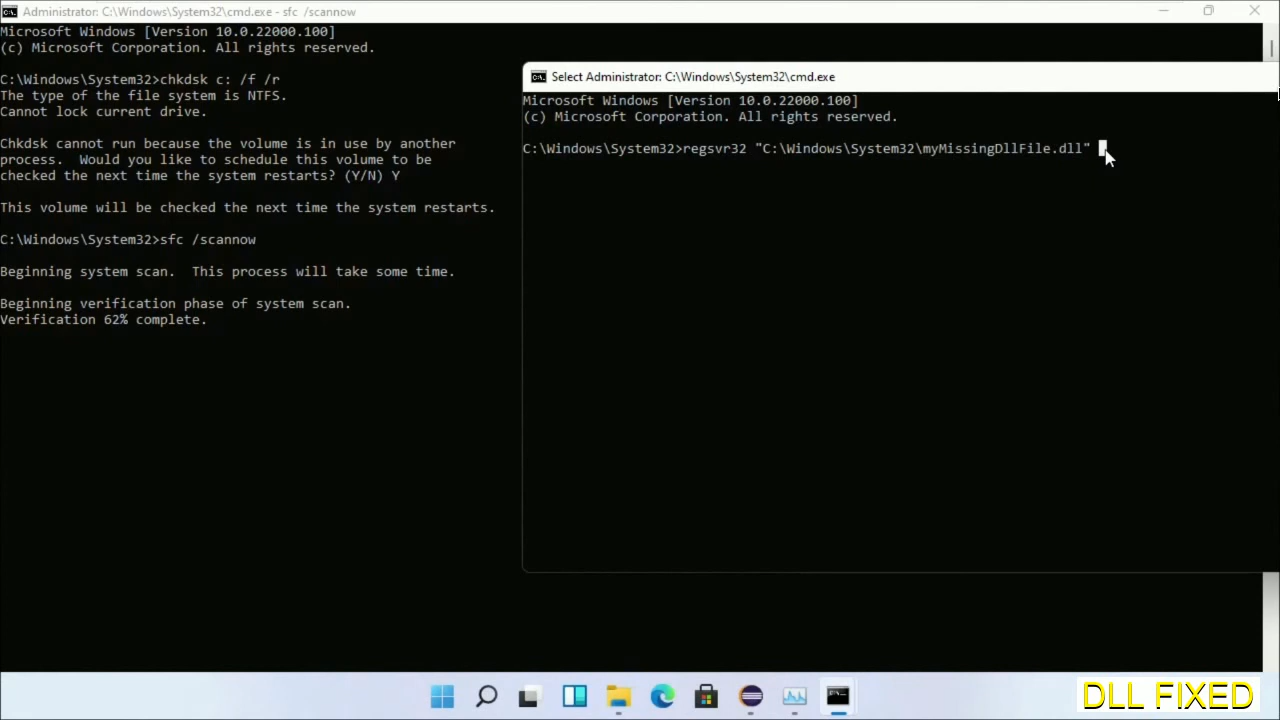 Administrator: C:\Windows\System32\cmd.exe - sfc /scannow
Microsoft Windows [Version 10.0.22000.100]
(c) Microsoft Corporation. All rights reserved.
C:\Windows\System32>chkdsk c: /f /r
The type of the file system is NTFS.
Cannot lock current drive.
Chkdsk cannot run because the volume is in use by another
process.  Would you like to schedule this volume to be
checked the next time the system restarts? (Y/N) Y
This volume will be checked the next time the system restarts.
C:\Windows\System32>sfc /scannow
Beginning system scan.  This process will take some time.
Beginning verification phase of system scan.
Verification 62% complete.
Select Administrator: C:\Windows\System32\cmd.exe
Microsoft Windows [Version 10.0.22000.100]
(c) Microsoft Corporation. All rights reserved.
C:\Windows\System32>regsvr32 "C:\Windows\System32\myMissingDllFile.dll"
DLL FIXED